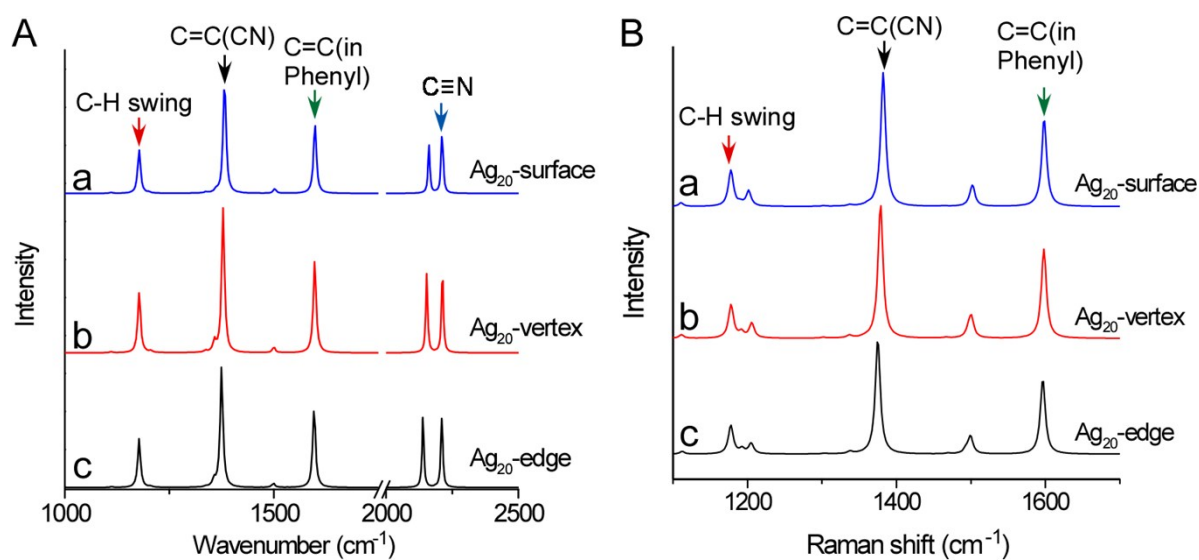 A
C=C(CN)
C=C(in
Phenyl)
C≡N
C-H swing
a
Ag20-surface
b
Ag20-vertex
c
Ag20-edge
Intensity
1000
1500
2000
2500
Wavenumber (cm-1)
B
C=C(CN)
C=C(in
Phenyl)
C-H swing
a
Ag20-surface
b
Ag20-vertex
c
Ag20-edge
Intensity
1200
1400
1600
Raman shift (cm-1)